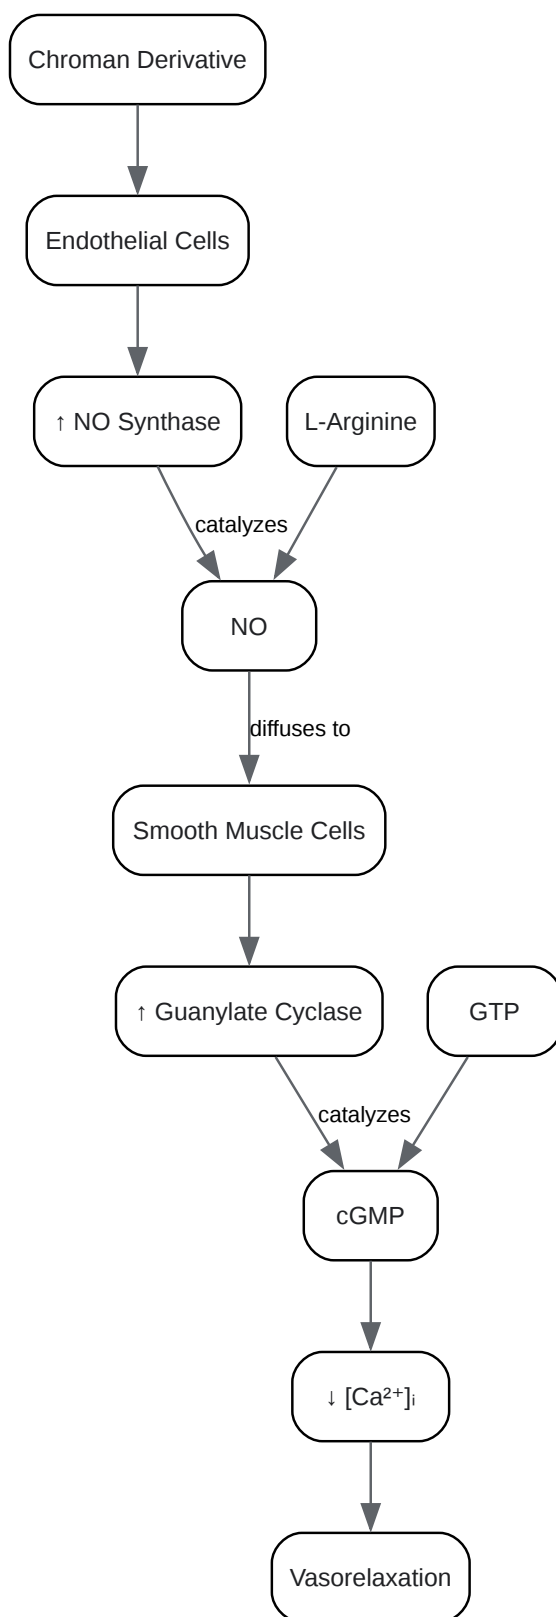 Chroman Derivative
Endothelial Cells
↑ NO Synthase
L-Arginine
catalyzes
NO
diffuses to
Smooth Muscle Cells
↑ Guanylate Cyclase
GTP
catalyzes
cGMP
↓ [Ca²⁺]ᵢ
Vasorelaxation